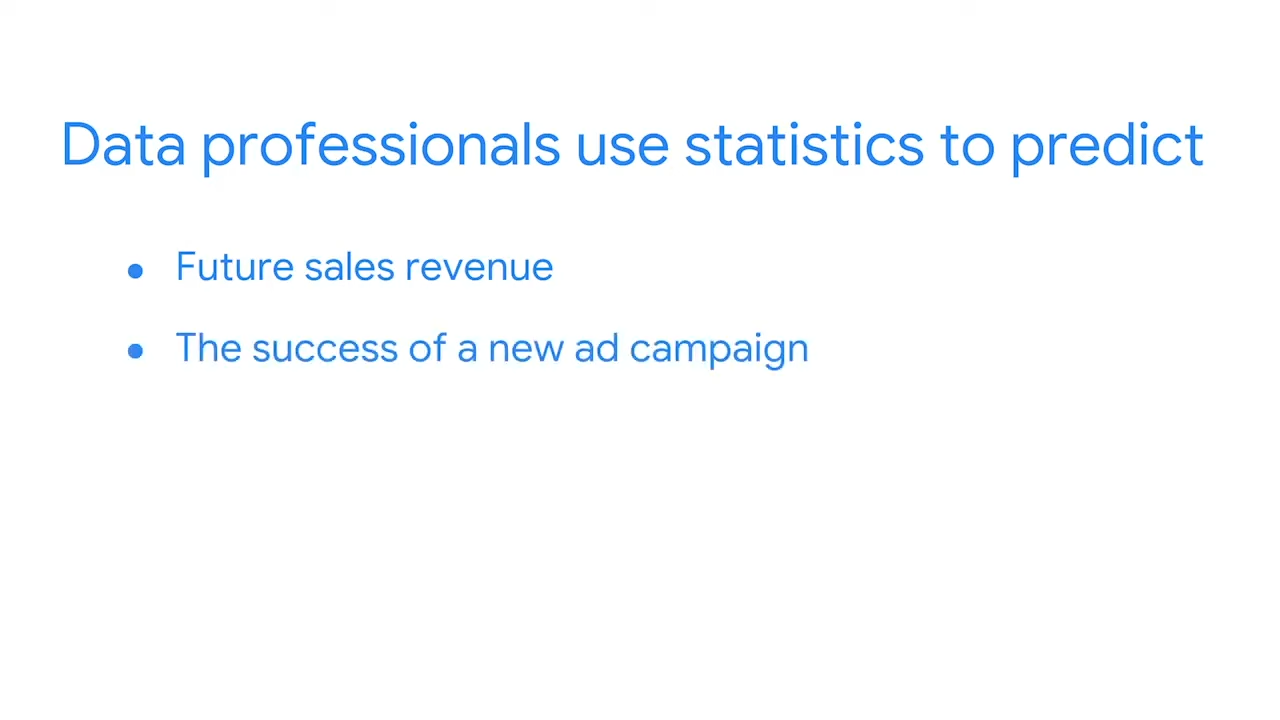 Data professionals use statistics to predict
• Future sales revenue
• The success of a new ad campaign